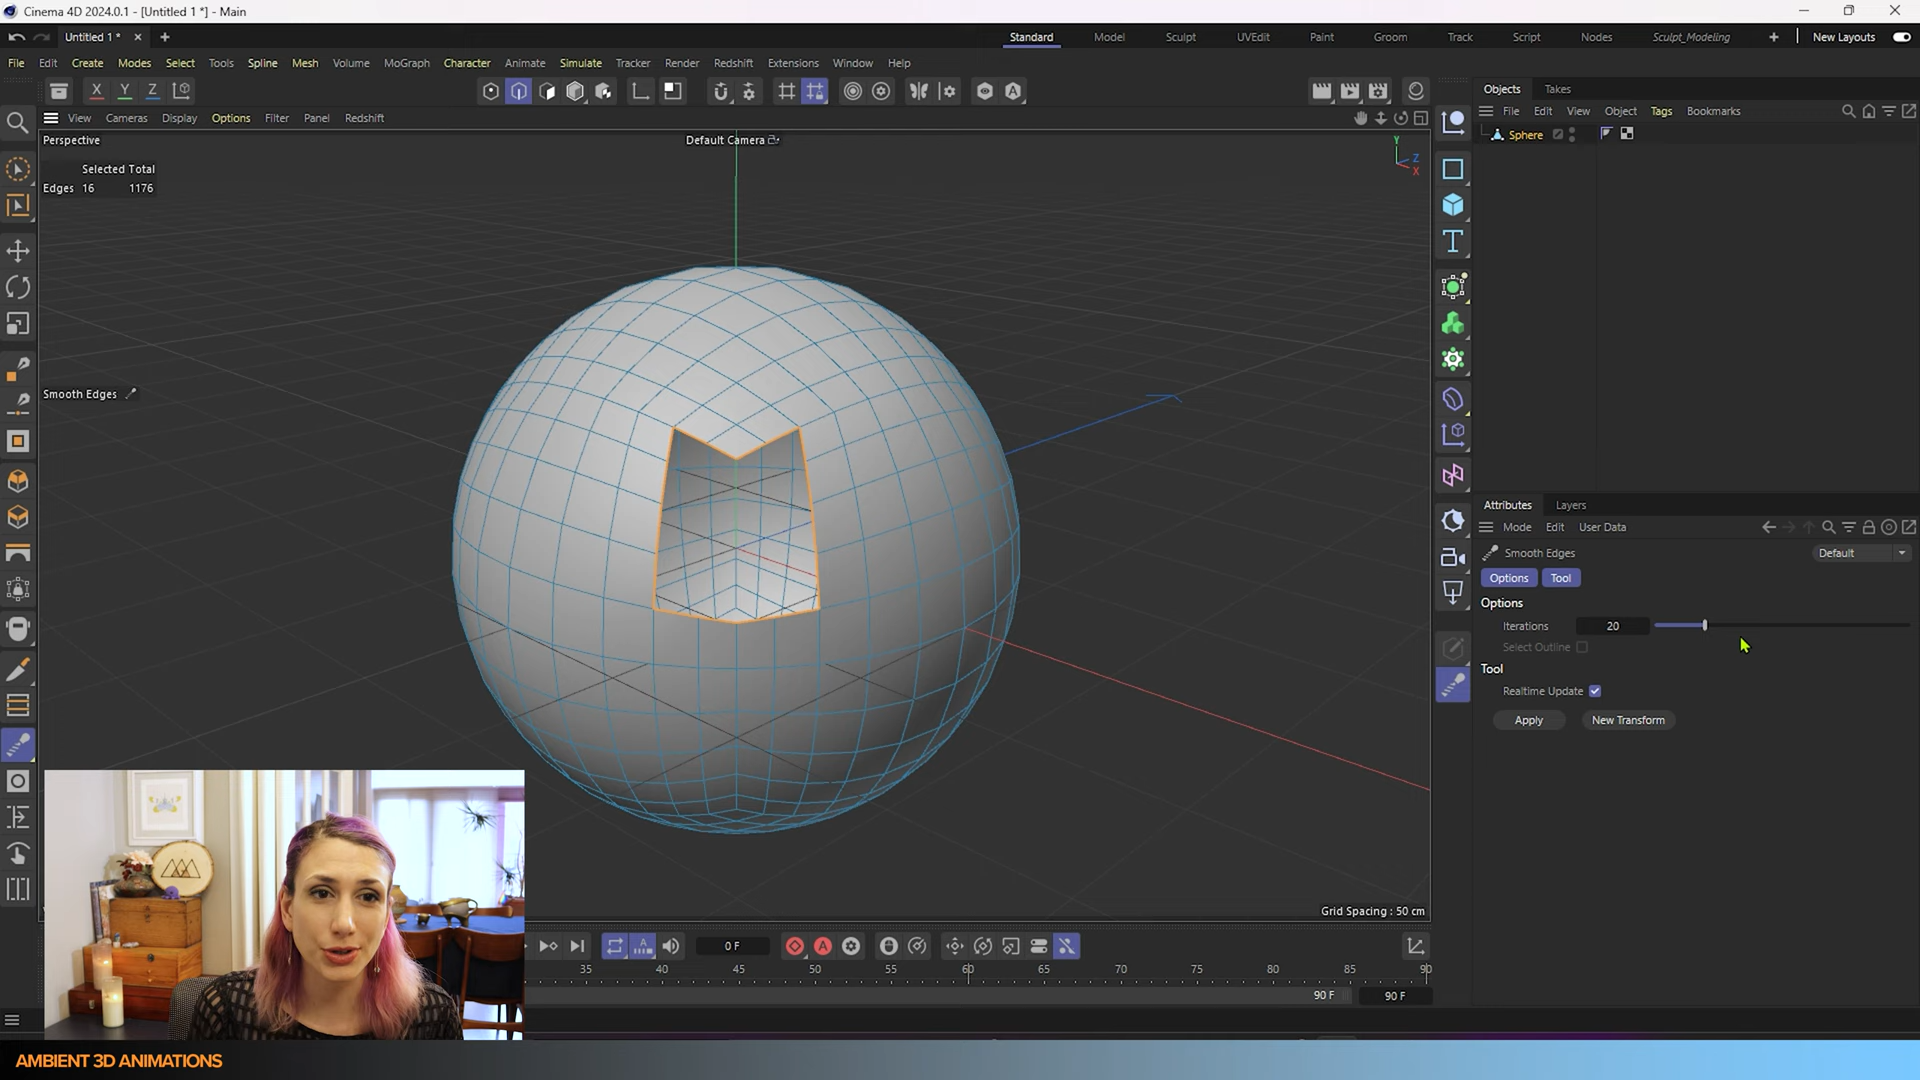 Cinema 4D 2024.0.1 - [Untitled 1 *] - Main
Untitled 1 *
Standard Model Sculpt UVEdit Paint Groom Track Script Nodes Sculpt_Modeling New Layouts
File Edit Create Modes Select Tools Spline Mesh Volume MoGraph Character Animate Simulate Tracker Render Redshift Extensions Window Help
X Y Z
Objects Takes
File Edit View Object Tags Bookmarks
Sphere
View Cameras Display Options Filter Panel Redshift
Perspective
Default Camera
Y
Z
X
Selected Total
Edges 16 1176
Smooth Edges
Grid Spacing : 50 cm
Attributes Layers
Mode Edit User Data
Smooth Edges
Default
Options Tool
Options
Iterations 20
Select Outline
Tool
Realtime Update
Apply New Transform
0 F
35 40 45 50 55 60 65 70 75 80 85 90
90 F 90 F
AMBIENT 3D ANIMATIONS